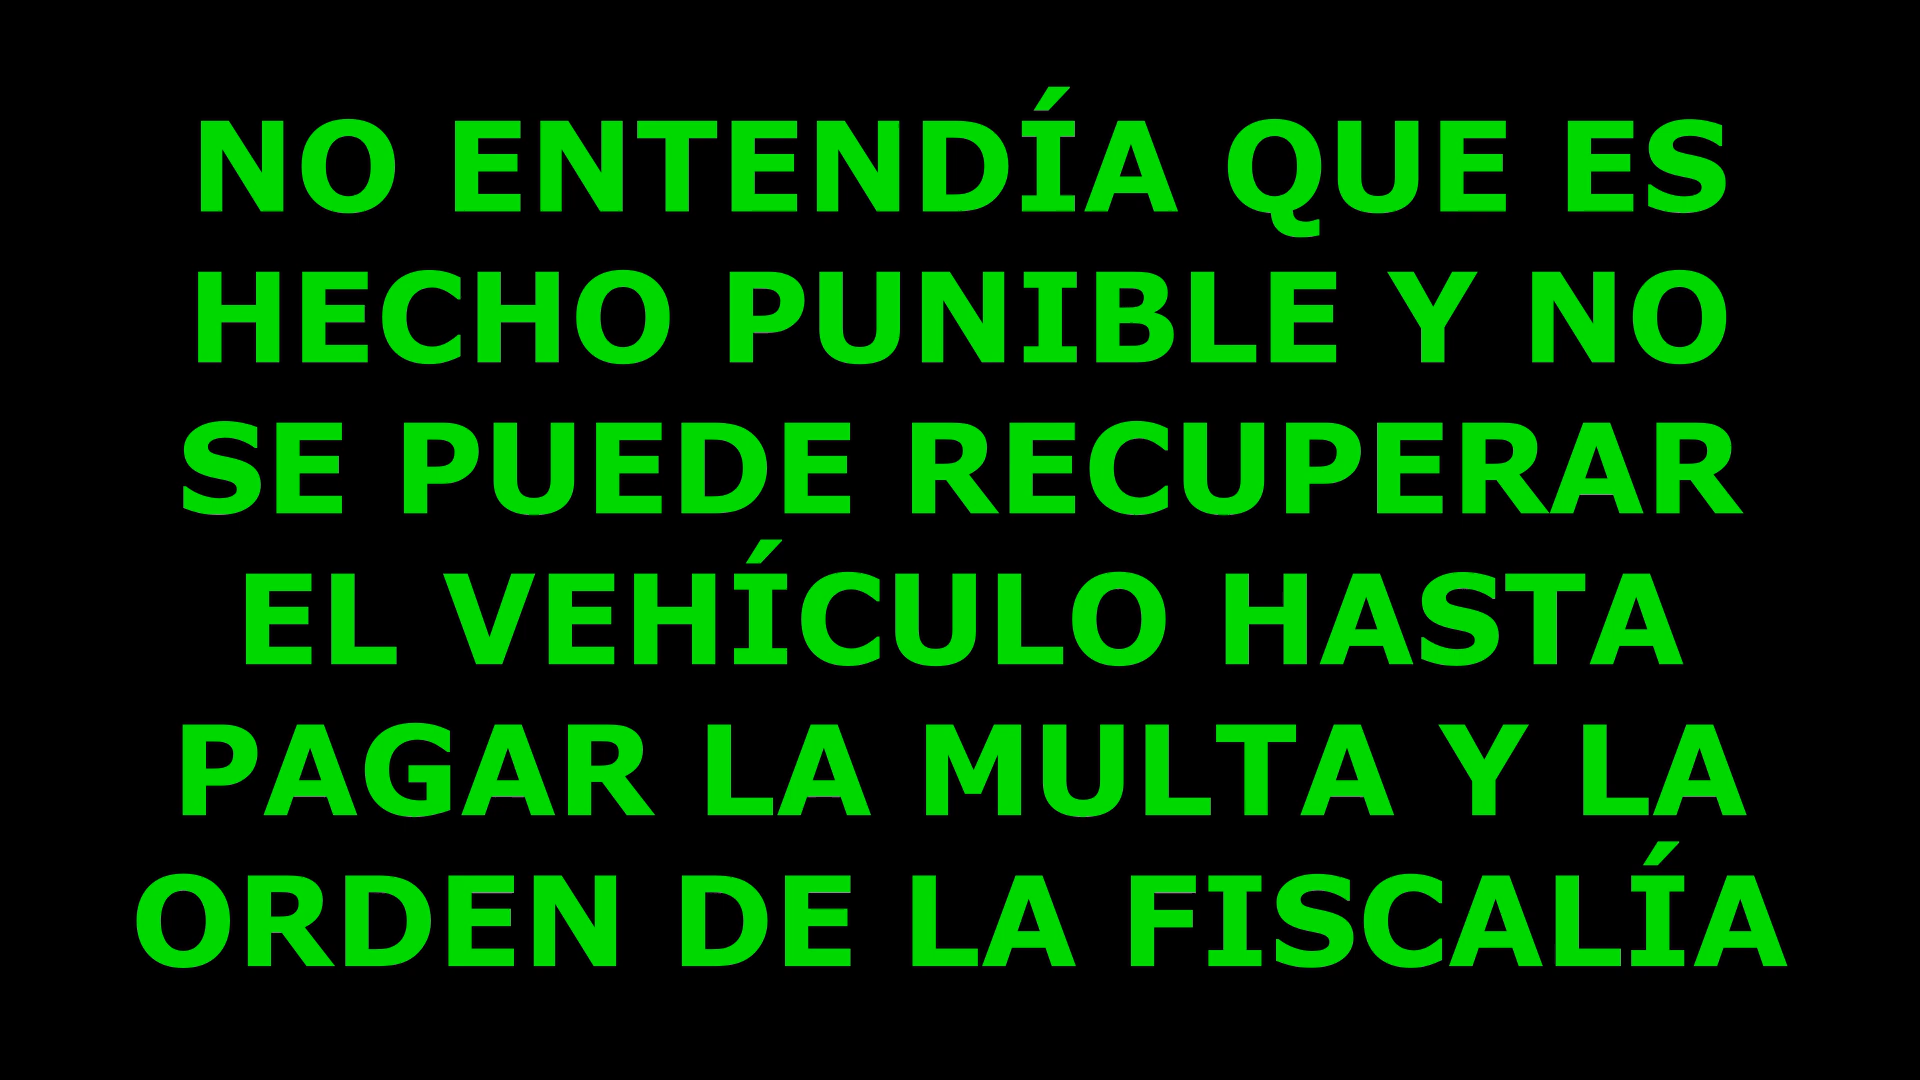 NO ENTENDÍA QUE ES
HECHO PUNIBLE Y NO
SE PUEDE RECUPERAR
EL VEHÍCULO HASTA
PAGAR LA MULTA Y LA
ORDEN DE LA FISCALÍA